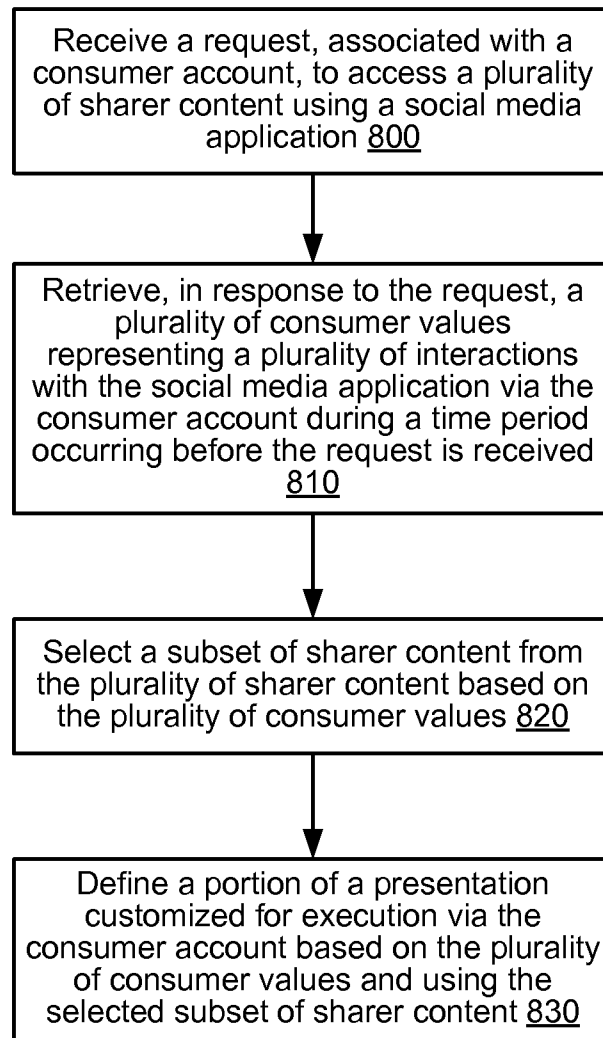 Receive a request, associated with a
consumer account, to access a plurality
of sharer content using a social media
application 800
Retrieve, in response to the request, a
plurality of consumer values
representing a plurality of interactions
with the social media application via the
consumer account during a time period
occurring before the request is received
810
Select a subset of sharer content from
the plurality of sharer content based on
the plurality of consumer values 820
Define a portion of a presentation
customized for execution via the
consumer account based on the plurality
of consumer values and using the
selected subset of sharer content 830